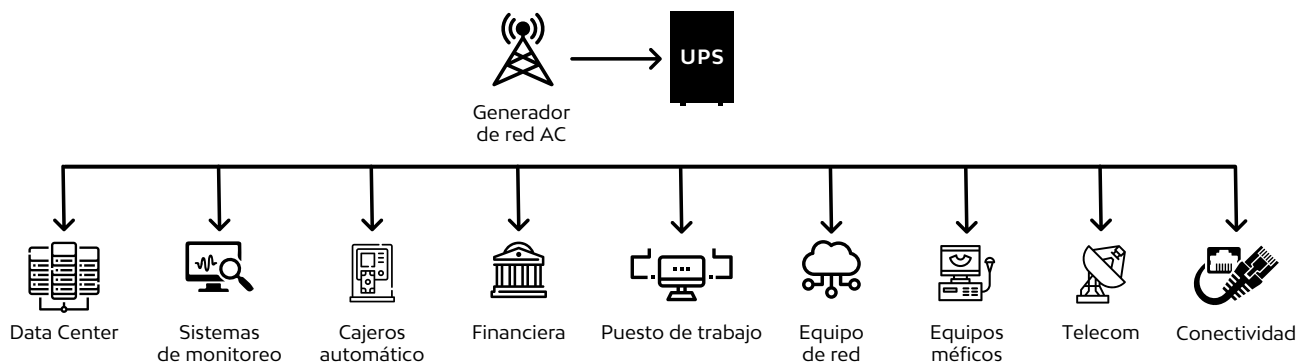 UPS
Generador
de red AC
Data Center
Sistemas
de monitoreo
Cajeros
automático
Financiera
Puesto de trabajo
Equipo
de red
Equipos
méficos
Telecom
Conectividad